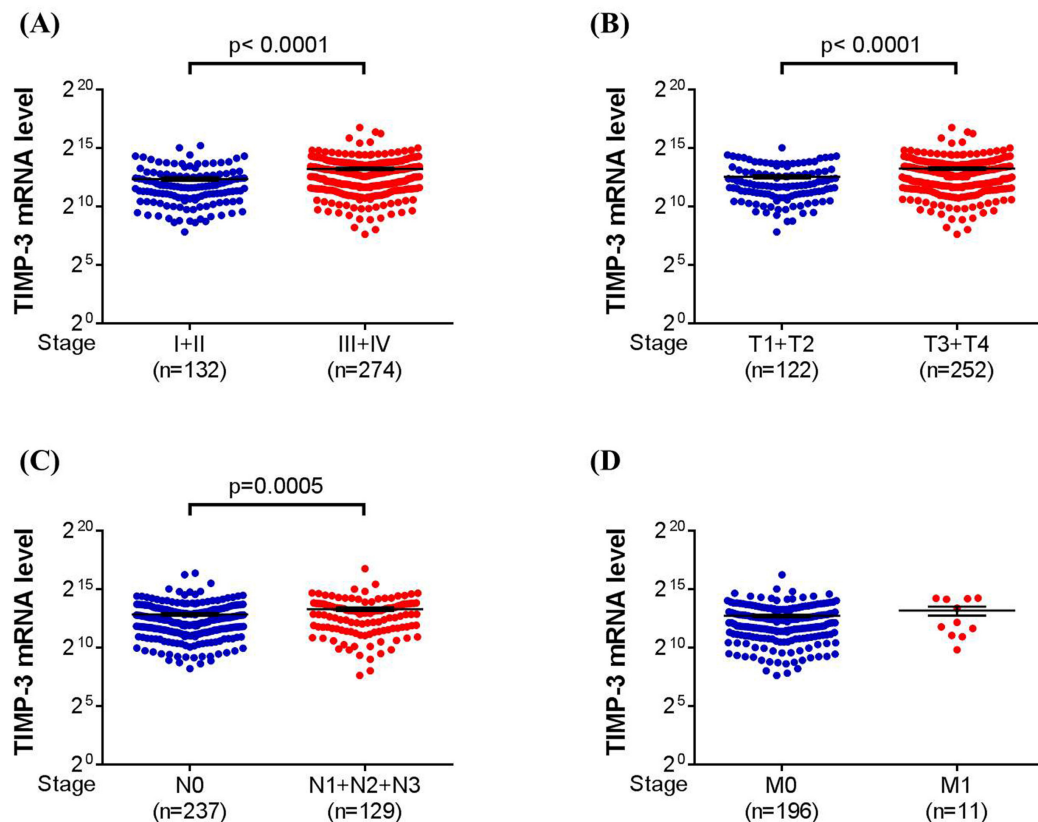 (A)
p< 0.0001
TIMP-3 mRNA level
2^20
2^15
2^10
2^5
2^0
Stage
I+II
III+IV
(n=132)
(n=274)
(B)
p< 0.0001
TIMP-3 mRNA level
2^20
2^15
2^10
2^5
2^0
Stage
T1+T2
T3+T4
(n=122)
(n=252)
(C)
p=0.0005
TIMP-3 mRNA level
2^20
2^15
2^10
2^5
2^0
Stage
N0
N1+N2+N3
(n=237)
(n=129)
(D
TIMP-3 mRNA level
2^20
2^15
2^10
2^5
2^0
Stage
M0
M1
(n=196)
(n=11)